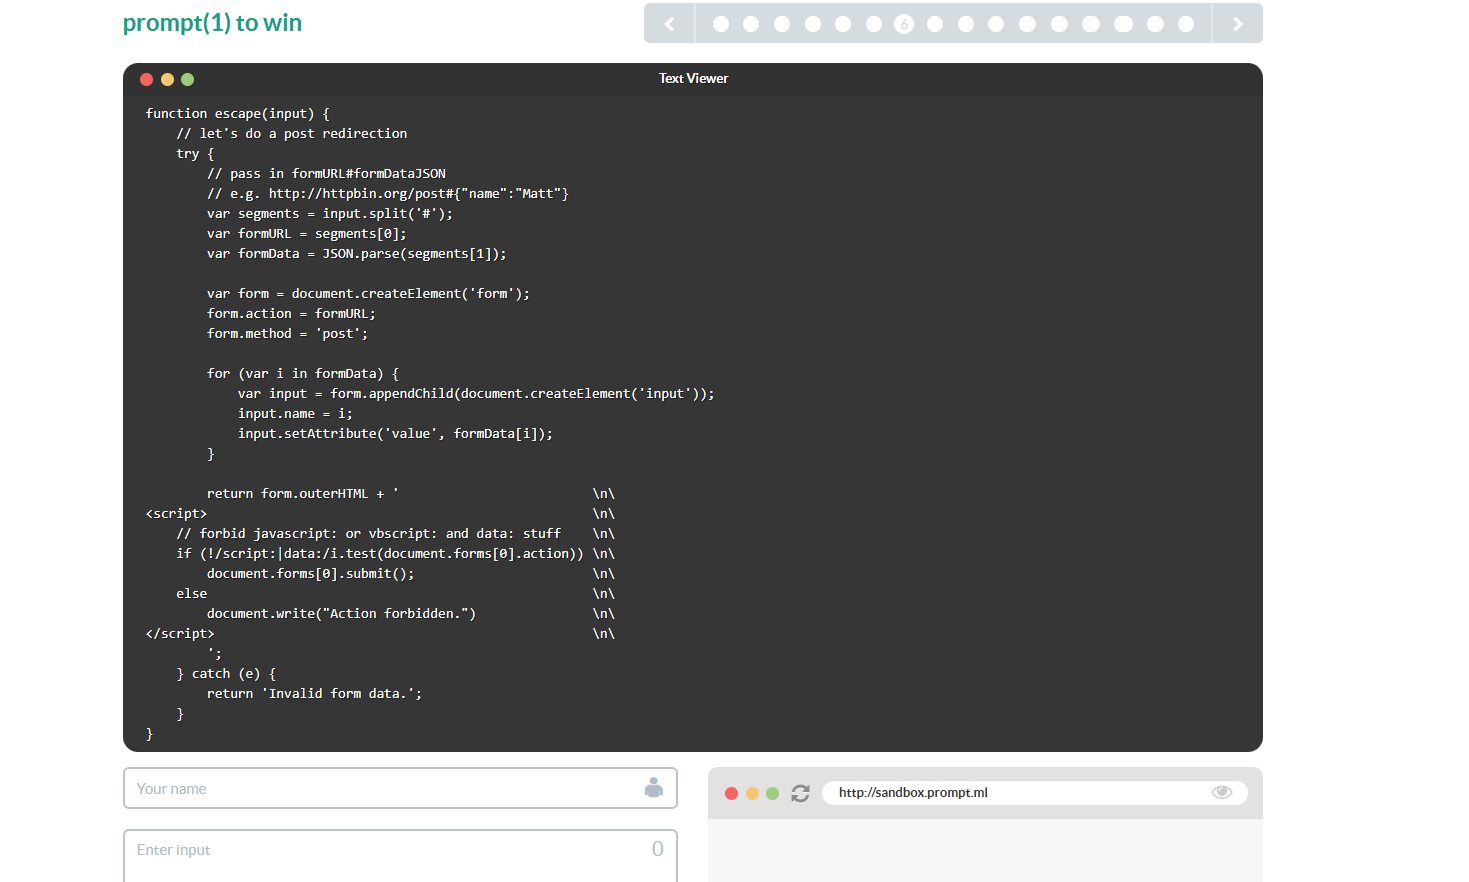 prompt(1) to win
6
Text Viewer
function escape(input) {
    // let's do a post redirection
    try {
        // pass in formURL#formDataJSON
        // e.g. http://httpbin.org/post#{"name":"Matt"}
        var segments = input.split('#');
        var formURL = segments[0];
        var formData = JSON.parse(segments[1]);

        var form = document.createElement('form');
        form.action = formURL;
        form.method = 'post';

        for (var i in formData) {
            var input = form.appendChild(document.createElement('input'));
            input.name = i;
            input.setAttribute('value', formData[i]);
        }

        return form.outerHTML + '                         \n\
<script>                                                  \n\
    // forbid javascript: or vbscript: and data: stuff    \n\
    if (!/script:|data:/i.test(document.forms[0].action)) \n\
        document.forms[0].submit();                       \n\
    else                                                  \n\
        document.write("Action forbidden.")               \n\
</script>                                                 \n\
        ';
    } catch (e) {
        return 'Invalid form data.';
    }
}
Your name
http://sandbox.prompt.ml
Enter input 0